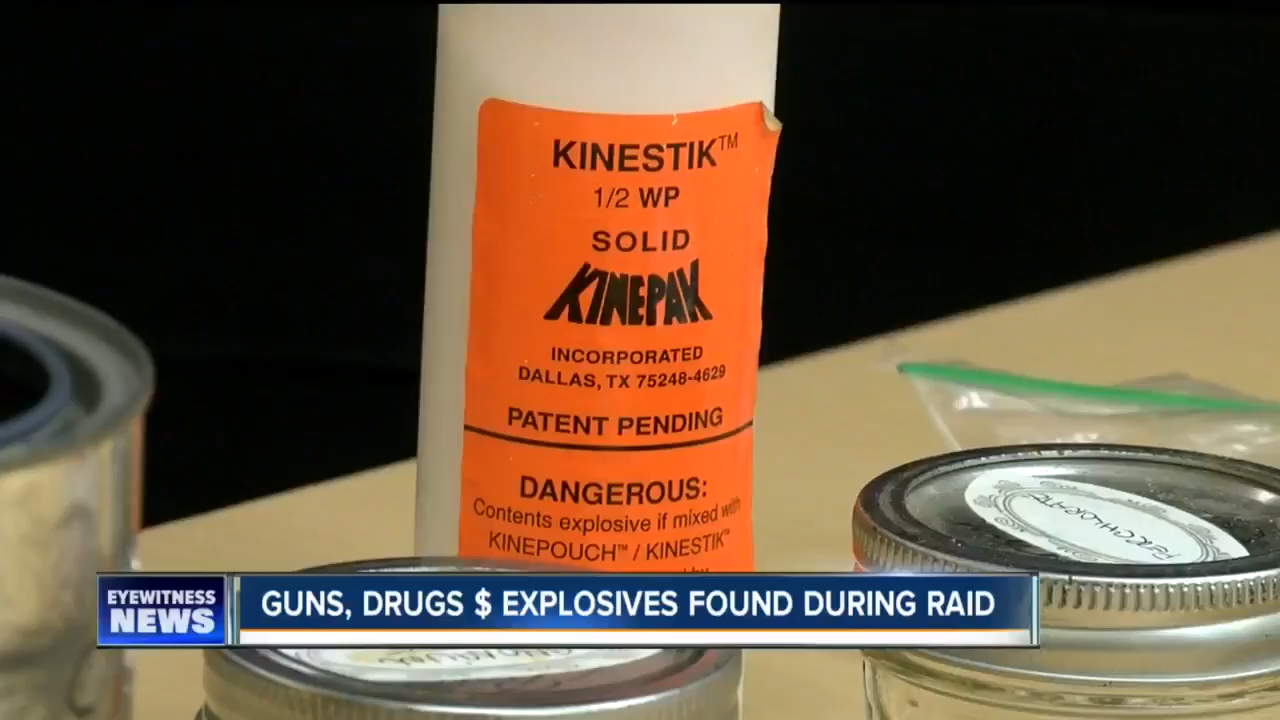 KINESTIK™
1/2 WP
SOLID
KINEPAK
INCORPORATED
DALLAS, TX 75248-4629
PATENT PENDING
DANGEROUS:
Contents explosive if mixed with
KINEPOUCH™ / KINESTIK™
PERCHLORATE
EYEWITNESS
NEWS
GUNS, DRUGS $ EXPLOSIVES FOUND DURING RAID